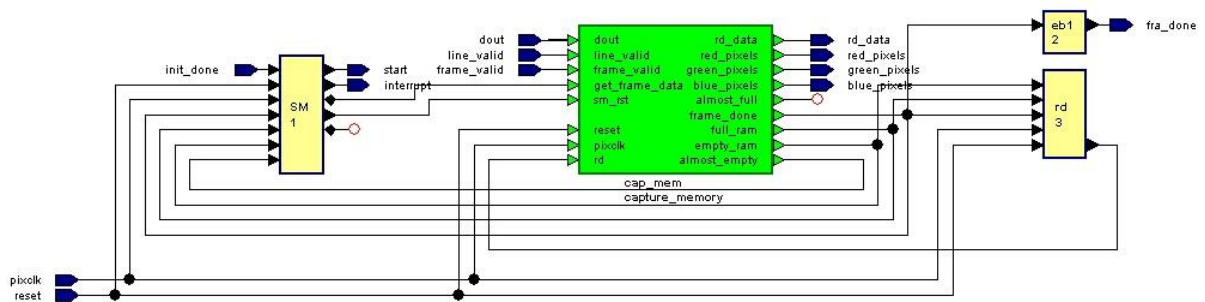 init_done
SM
1
start
interrupt
dout
line_valid
frame_valid
dout
line_valid
frame_valid
get_frame_data
sm_rst
reset
pixclk
rd
rd_data
red_pixels
green_pixels
blue_pixels
almost_full
frame_done
full_ram
empty_ram
almost_empty
cap_mem
capture_memory
rd_data
red_pixels
green_pixels
blue_pixels
eb1
2
fra_done
rd
3
pixclk
reset